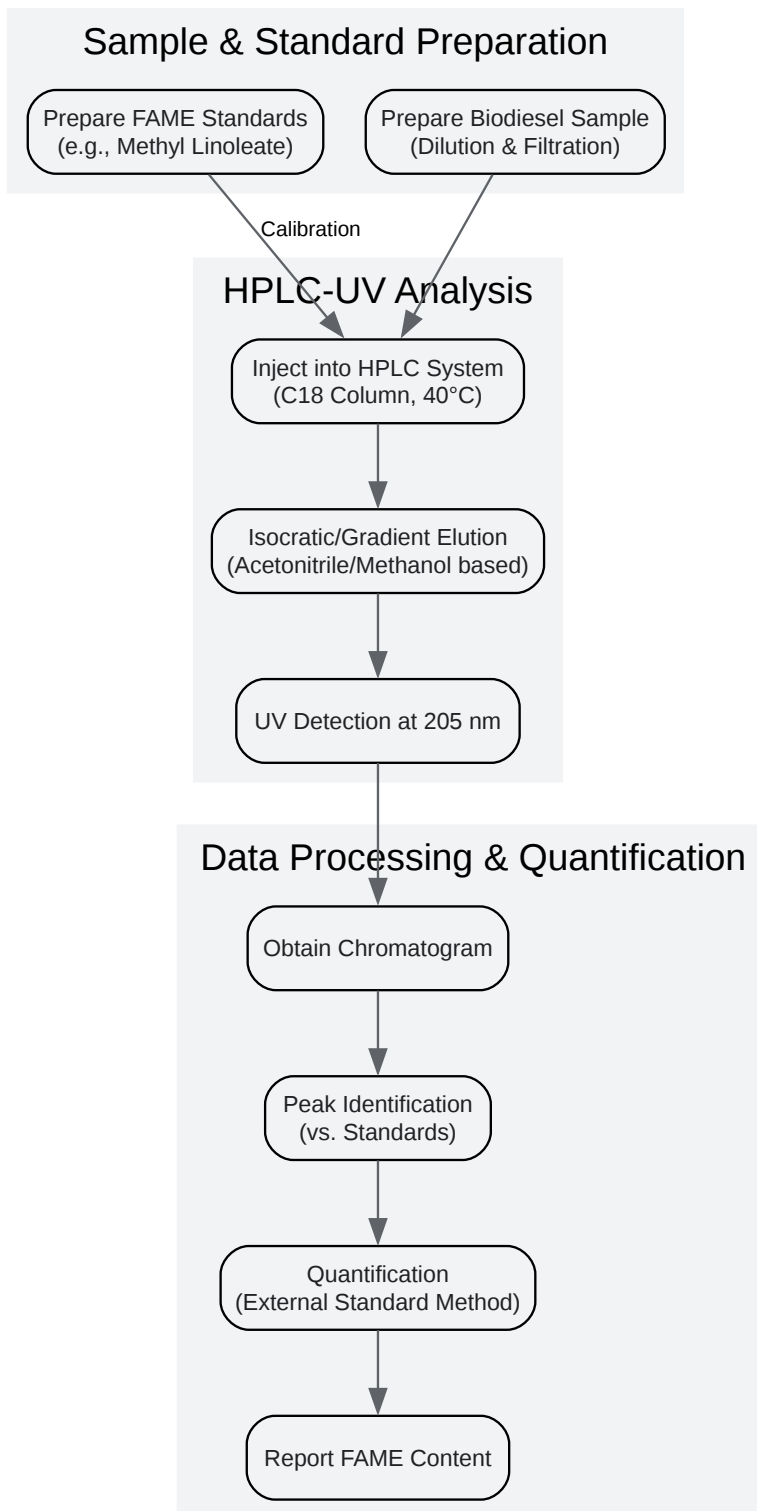 Sample & Standard Preparation
Prepare FAME Standards
(e.g., Methyl Linoleate)
Prepare Biodiesel Sample
(Dilution & Filtration)
Calibration
HPLC-UV Analysis
Inject into HPLC System
(C18 Column, 40°C)
Isocratic/Gradient Elution
(Acetonitrile/Methanol based)
UV Detection at 205 nm
Data Processing & Quantification
Obtain Chromatogram
Peak Identification
(vs. Standards)
Quantification
(External Standard Method)
Report FAME Content